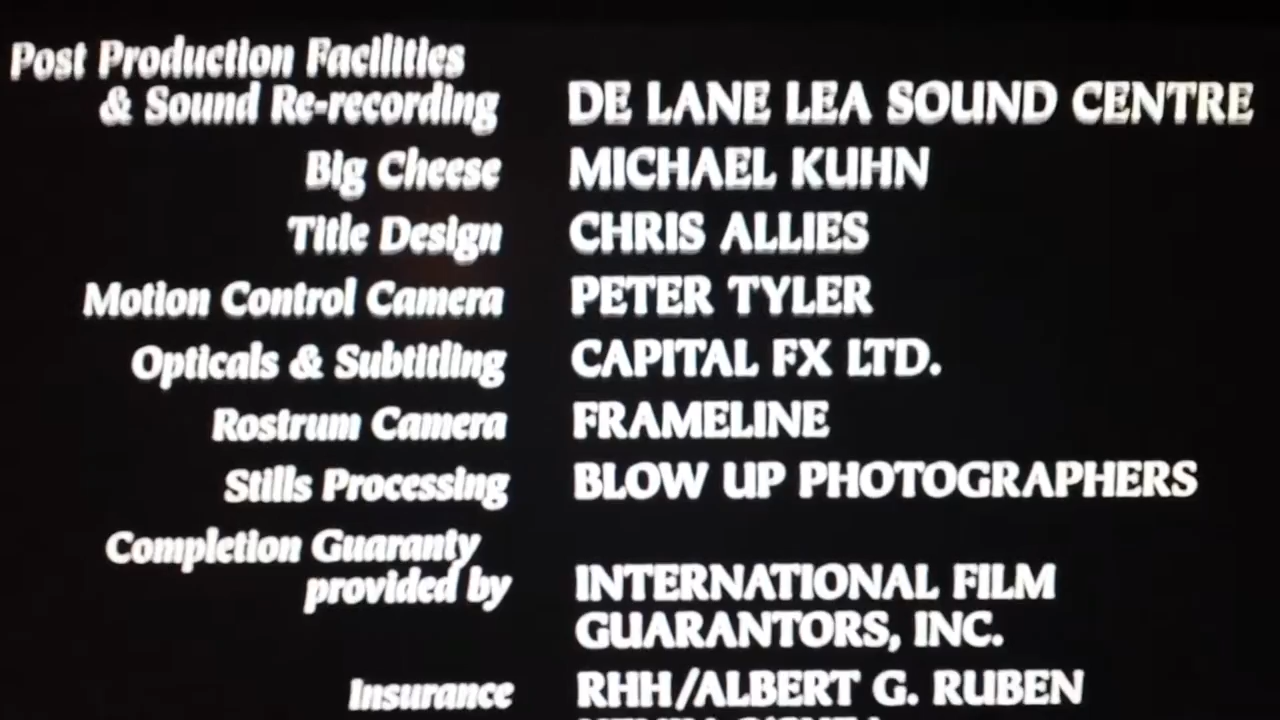 Post Production Facilities
& Sound Re-recording DE LANE LEA SOUND CENTRE
Big Cheese MICHAEL KUHN
Title Design CHRIS ALLIES
Motion Control Camera PETER TYLER
Opticals & Subtitling CAPITAL FX LTD.
Rostrum Camera FRAMELINE
Stills Processing BLOW UP PHOTOGRAPHERS
Completion Guaranty
provided by INTERNATIONAL FILM
GUARANTORS, INC.
Insurance RHH/ALBERT G. RUBEN